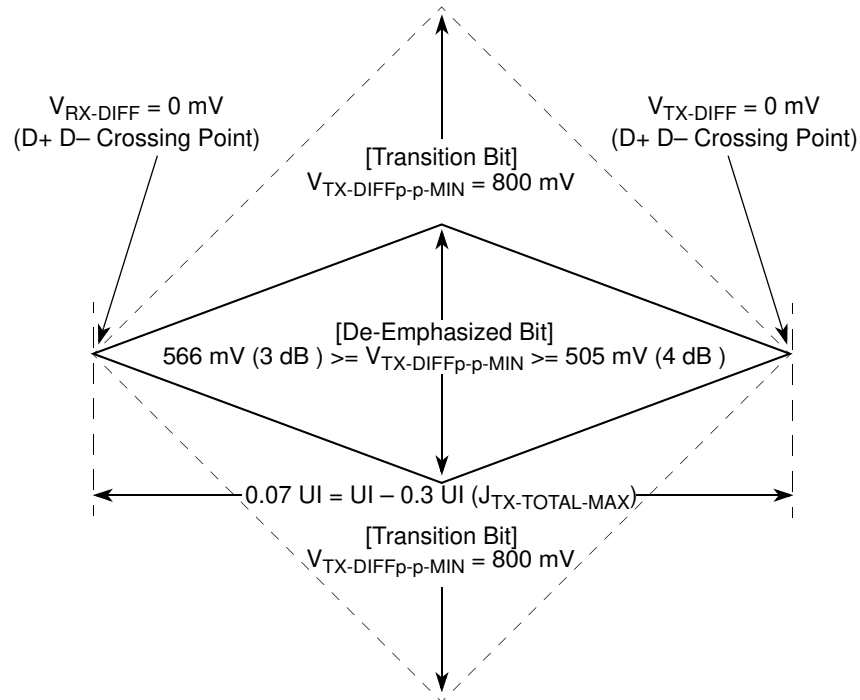 V_RX-DIFF = 0 mV
(D+ D– Crossing Point)
V_TX-DIFF = 0 mV
(D+ D– Crossing Point)
[Transition Bit]
V_TX-DIFFp-p-MIN = 800 mV
[De-Emphasized Bit]
566 mV (3 dB ) >= V_TX-DIFFp-p-MIN >= 505 mV (4 dB )
0.07 UI = UI – 0.3 UI (J_TX-TOTAL-MAX)
[Transition Bit]
V_TX-DIFFp-p-MIN = 800 mV